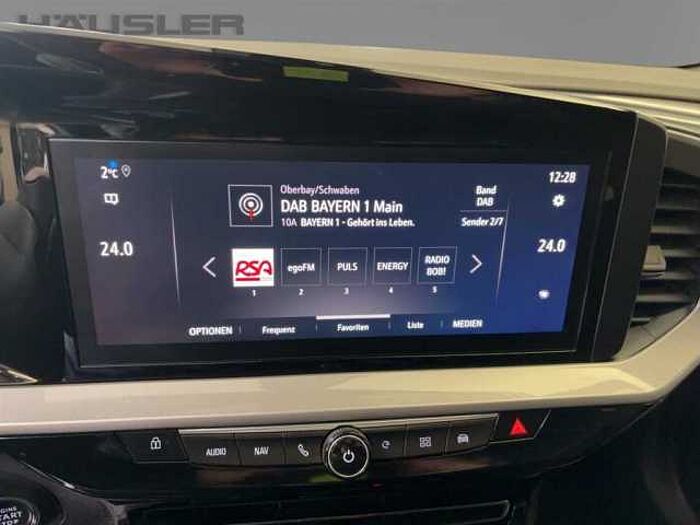 HÄUSLER
2°C
12:28
Oberbay/Schwaben
DAB BAYERN 1 Main
10A BAYERN 1 - Gehört ins Leben.
Band
DAB
Sender 2/7
24.0
24.0
RSA
egoFM
PULS
ENERGY
RADIO
BOB!
1
2
3
4
5
OPTIONEN
Frequenz
Favoriten
Liste
MEDIEN
AUDIO
NAV
START
STOP